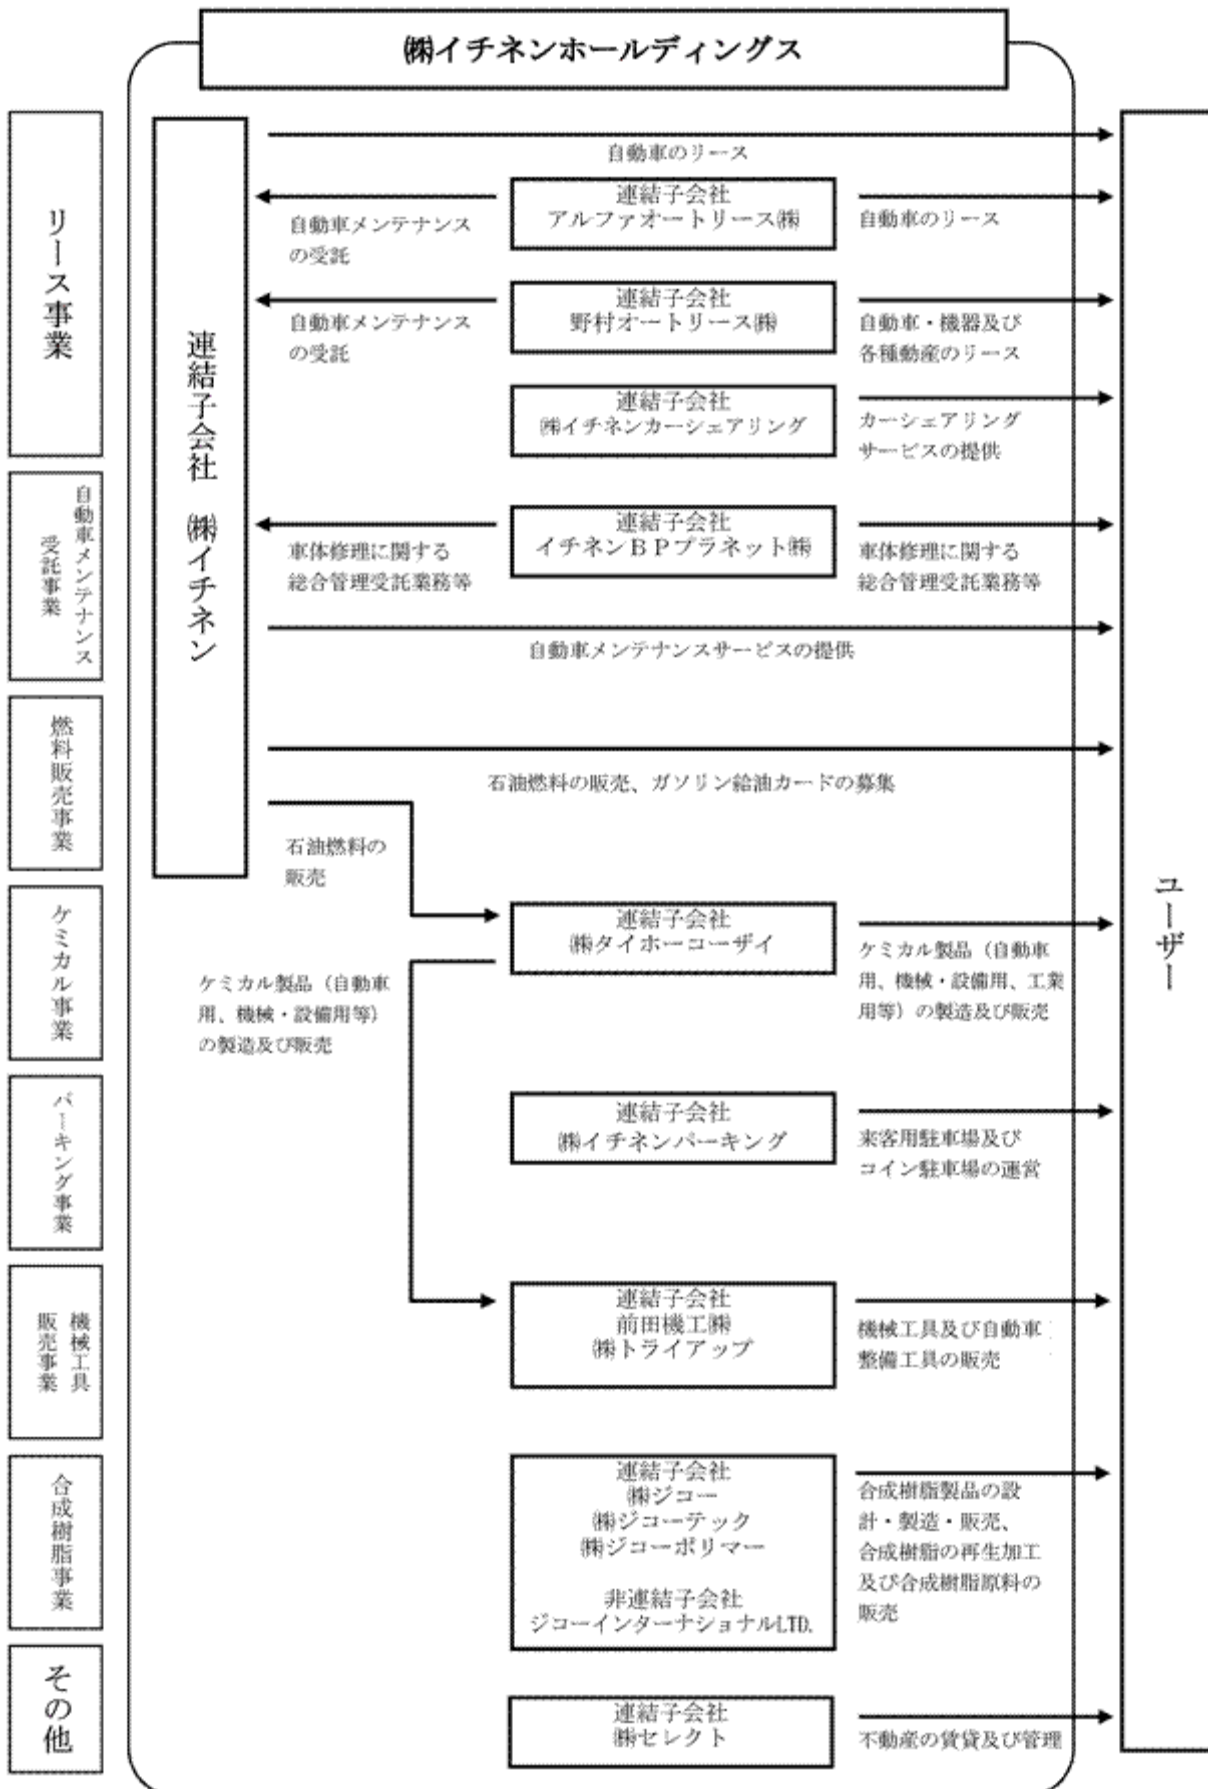 ㈱イチネンホールディングス
リース事業
連結子会社 ㈱イチネン
自動車のリース
連結子会社
アルファオートリース㈱
自動車メンテナンス
の受託
自動車のリース
連結子会社
野村オートリース㈱
自動車メンテナンス
の受託
自動車・機器及び
各種動産のリース
連結子会社
㈱イチネンカーシェアリング
カーシェアリング
サービスの提供
自動車メンテナンス
受託事業
連結子会社
イチネンＢＰプラネット㈱
車体修理に関する
総合管理受託業務等
車体修理に関する
総合管理受託業務等
自動車メンテナンスサービスの提供
燃料販売事業
石油燃料の販売、ガソリン給油カードの募集
石油燃料の
販売
ユーザー
ケミカル事業
連結子会社
㈱タイホーコーザイ
ケミカル製品（自動車
用、機械・設備用、工業
用等）の製造及び販売
ケミカル製品（自動車
用、機械・設備用等）
の製造及び販売
パーキング事業
連結子会社
㈱イチネンパーキング
来客用駐車場及び
コイン駐車場の運営
機械工具
販売事業
連結子会社
前田機工㈱
㈱トライアップ
機械工具及び自動車
整備工具の販売
合成樹脂事業
連結子会社
㈱ジコー
㈱ジコーテック
㈱ジコーポリマー
非連結子会社
ジコーインターナショナルLTD.
合成樹脂製品の設
計・製造・販売、
合成樹脂の再生加工
及び合成樹脂原料の
販売
その他
連結子会社
㈱セレクト
不動産の賃貸及び管理